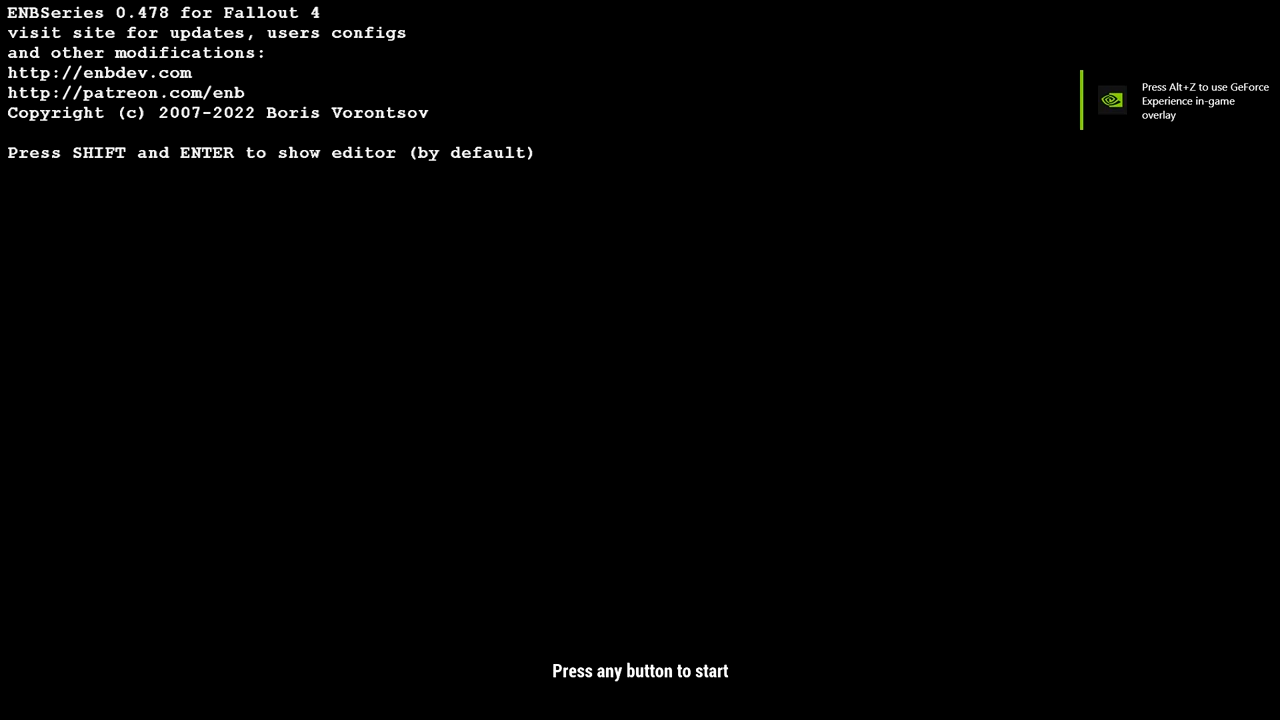 ENBSeries 0.478 for Fallout 4
visit site for updates, users configs
and other modifications:
http://enbdev.com
http://patreon.com/enb
Copyright (c) 2007-2022 Boris Vorontsov
Press SHIFT and ENTER to show editor (by default)
Press Alt+Z to use GeForce
Experience in-game
overlay
Press any button to start